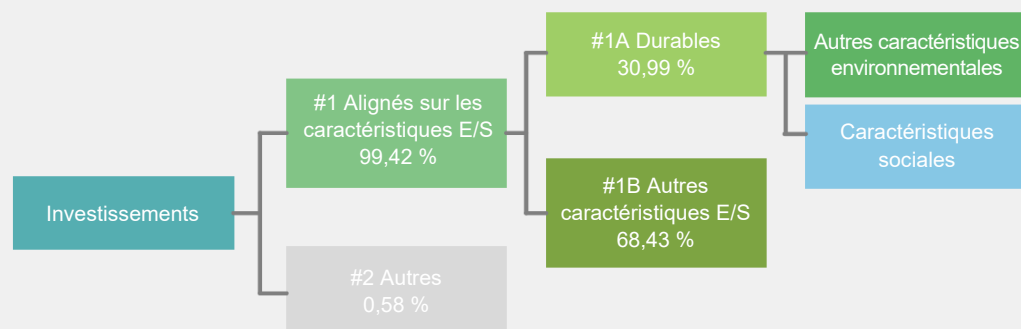 Investissements
#1 Alignés sur les
caractéristiques E/S
99,42 %
#2 Autres
0,58 %
#1A Durables
30,99 %
#1B Autres
caractéristiques E/S
68,43 %
Autres caractéristiques
environnementales
Caractéristiques
sociales